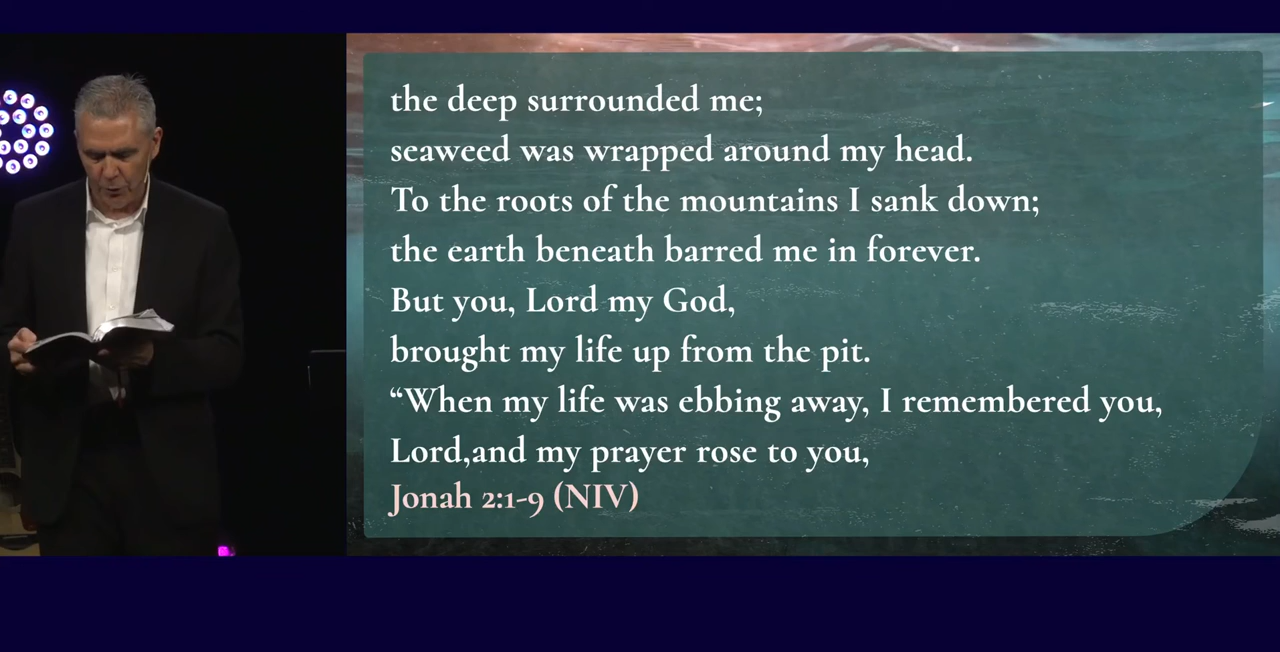 the deep surrounded me;
seaweed was wrapped around my head.
To the roots of the mountains I sank down;
the earth beneath barred me in forever.
But you, Lord my God,
brought my life up from the pit.
“When my life was ebbing away, I remembered you,
Lord,and my prayer rose to you,
Jonah 2:1-9 (NIV)